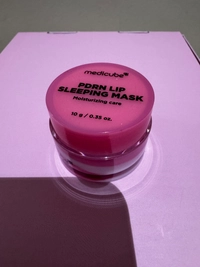 medicube
PDRN LIP
SLEEPING MASK
Moisturizing care
10 g / 0.35 oz.